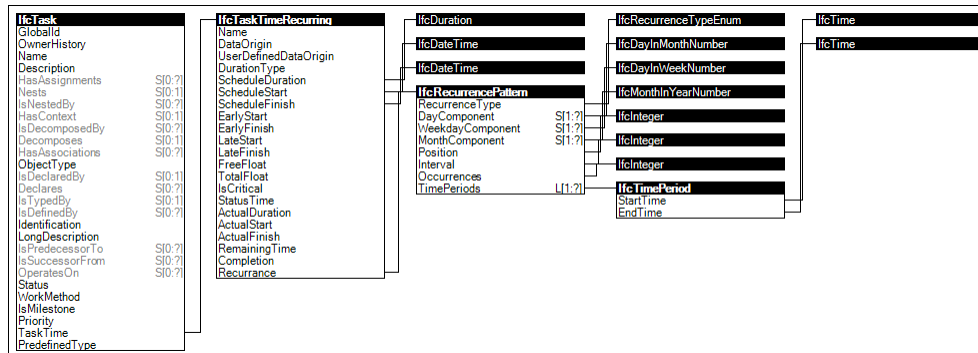 IfcTask
GlobalId
OwnerHistory
Name
Description
HasAssignments S[0:?]
Nests S[0:1]
IsNestedBy S[0:?]
HasContext S[0:1]
IsDecomposedBy S[0:?]
Decomposes S[0:1]
HasAssociations S[0:?]
ObjectType
IsDeclaredBy S[0:1]
Declares S[0:?]
IsTypedBy S[0:1]
IsDefinedBy S[0:?]
Identification
LongDescription
IsPredecessorTo S[0:?]
IsSuccessorFrom S[0:?]
OperatesOn S[0:?]
Status
WorkMethod
IsMilestone
Priority
TaskTime
PredefinedType
IfcTaskTimeRecurring
Name
DataOrigin
UserDefinedDataOrigin
DurationType
ScheduleDuration
ScheduleStart
ScheduleFinish
EarlyStart
EarlyFinish
LateStart
LateFinish
FreeFloat
TotalFloat
IsCritical
StatusTime
ActualDuration
ActualStart
ActualFinish
RemainingTime
Completion
Recurrance
IfcDuration
IfcDateTime
IfcDateTime
IfcRecurrencePattern
RecurrenceType
DayComponent S[1:?]
WeekdayComponent S[1:?]
MonthComponent S[1:?]
Position
Interval
Occurrences
TimePeriods L[1:?]
IfcRecurrenceTypeEnum
IfcDayInMonthNumber
IfcDayInWeekNumber
IfcMonthInYearNumber
IfcInteger
IfcInteger
IfcInteger
IfcTimePeriod
StartTime
EndTime
IfcTime
IfcTime